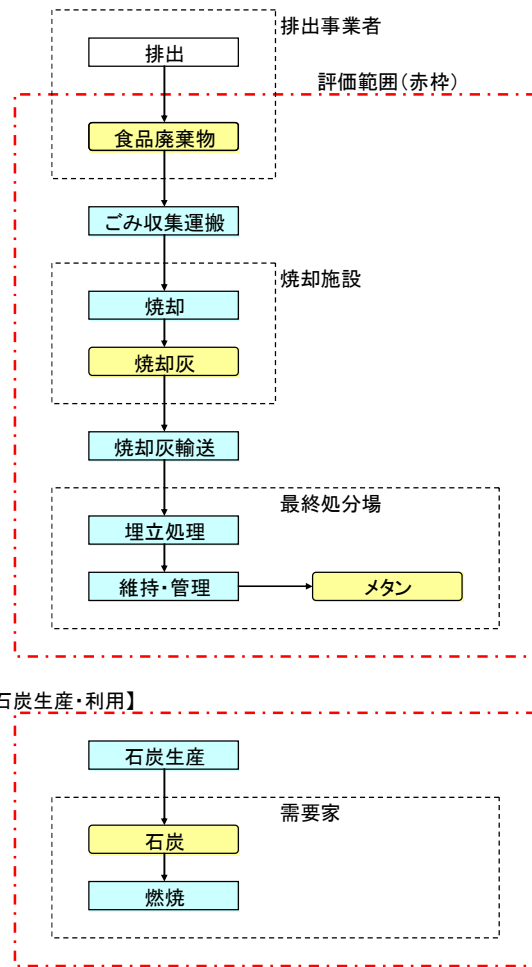 排出事業者
排出
評価範囲(赤枠)
食品廃棄物
ごみ収集運搬
焼却施設
焼却
焼却灰
焼却灰輸送
最終処分場
埋立処理
維持・管理
メタン
石炭生産・利用】
石炭生産
需要家
石炭
燃焼